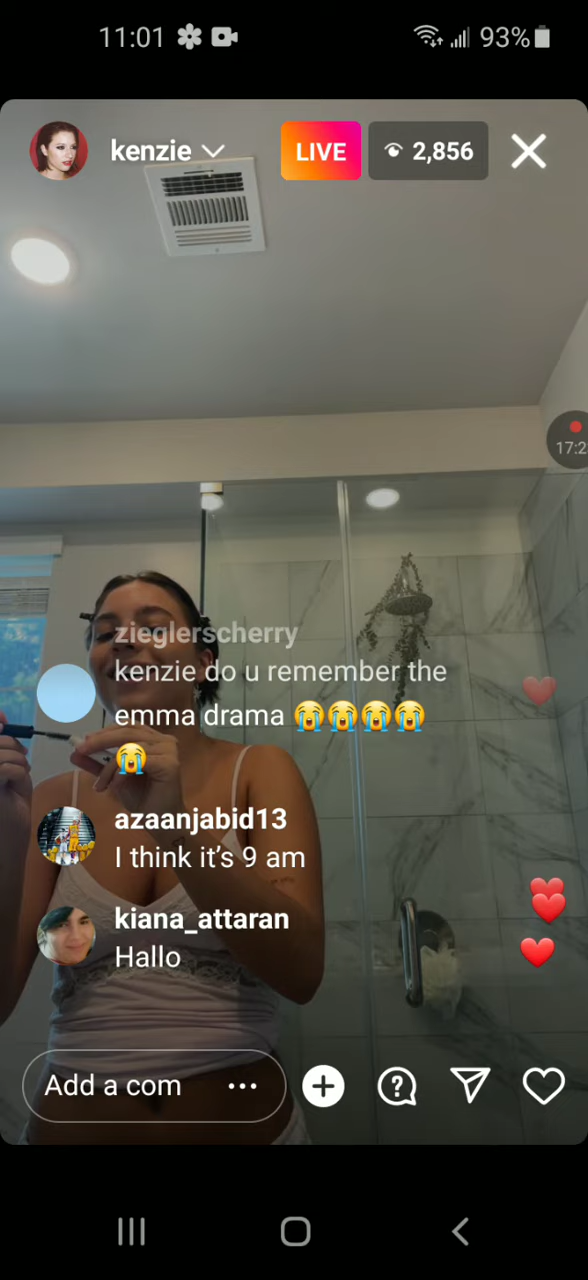 11:01 93%
kenzie LIVE 2,856
17:2
zieglerscherry
kenzie do u remember the
emma drama 😭😭😭😭
😭
azaanjabid13
I think it's 9 am
kiana_attaran
Hallo
Add a com